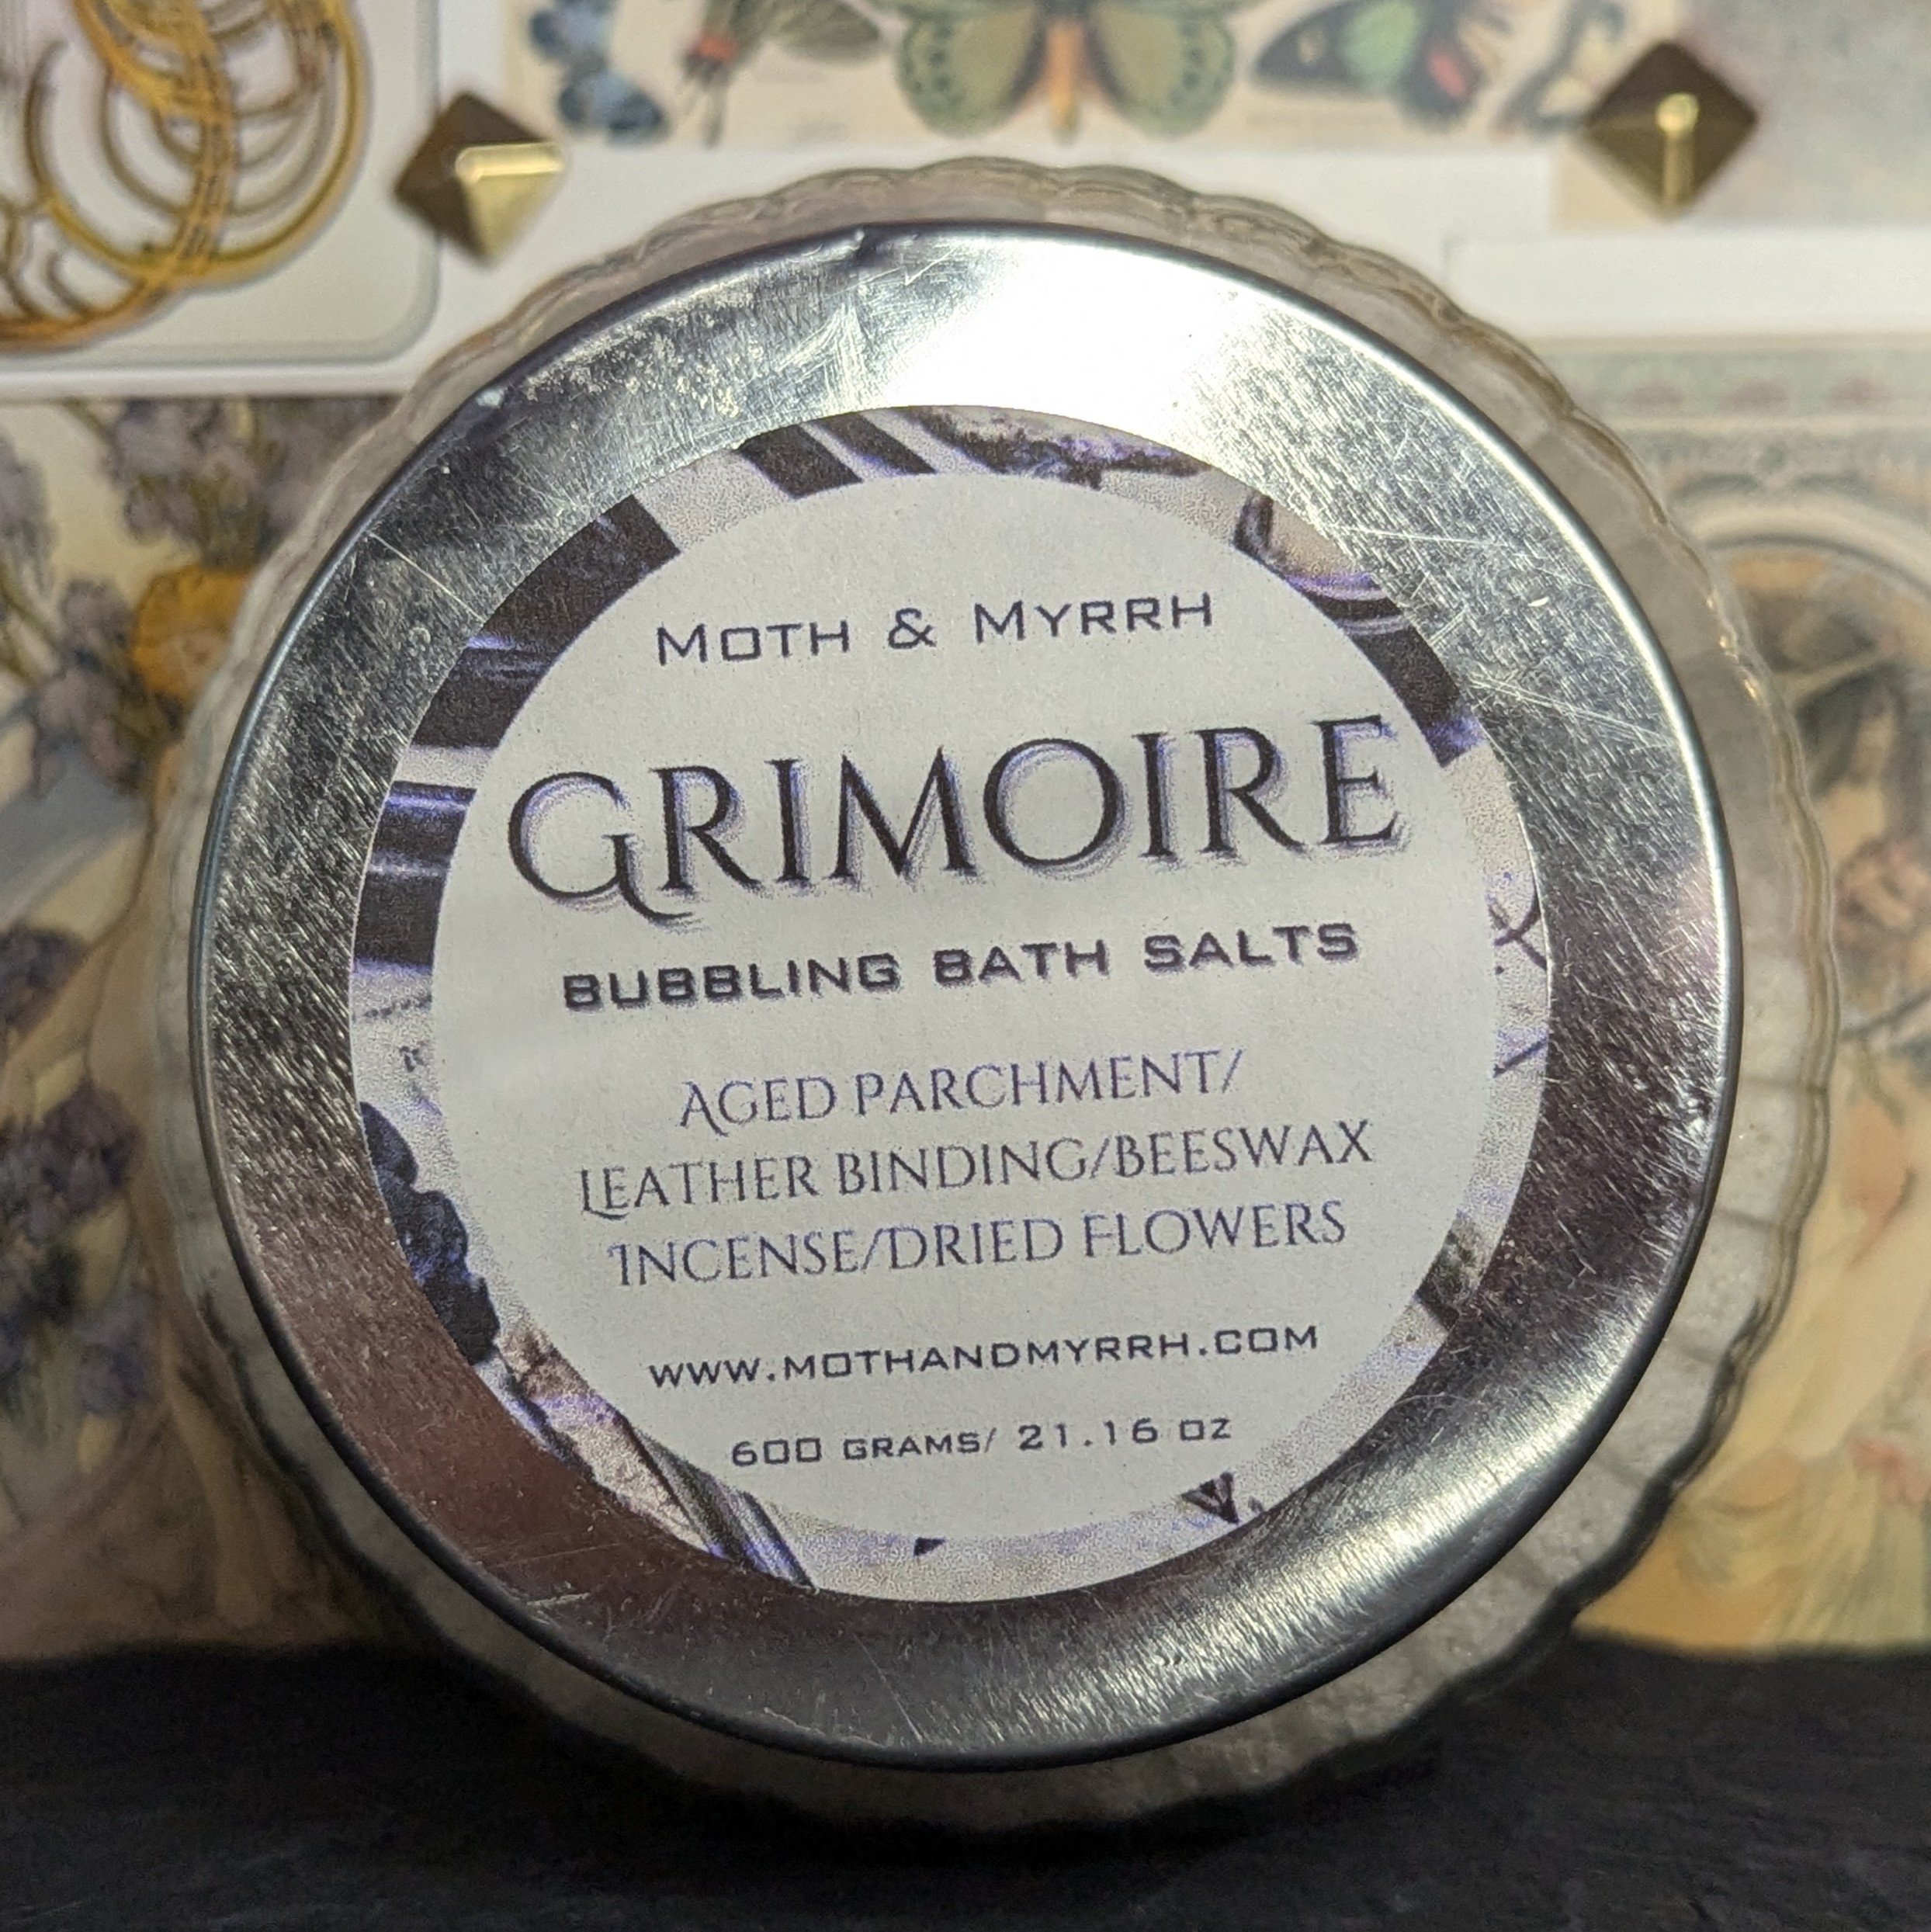 Moth & Myrrh
Grimoire
BUBBLING BATH SALTS
Aged Parchment/
Leather Binding/Beeswax
Incense/Dried Flowers
www.mothandmyrrh.com
600 grams/ 21.16 oz